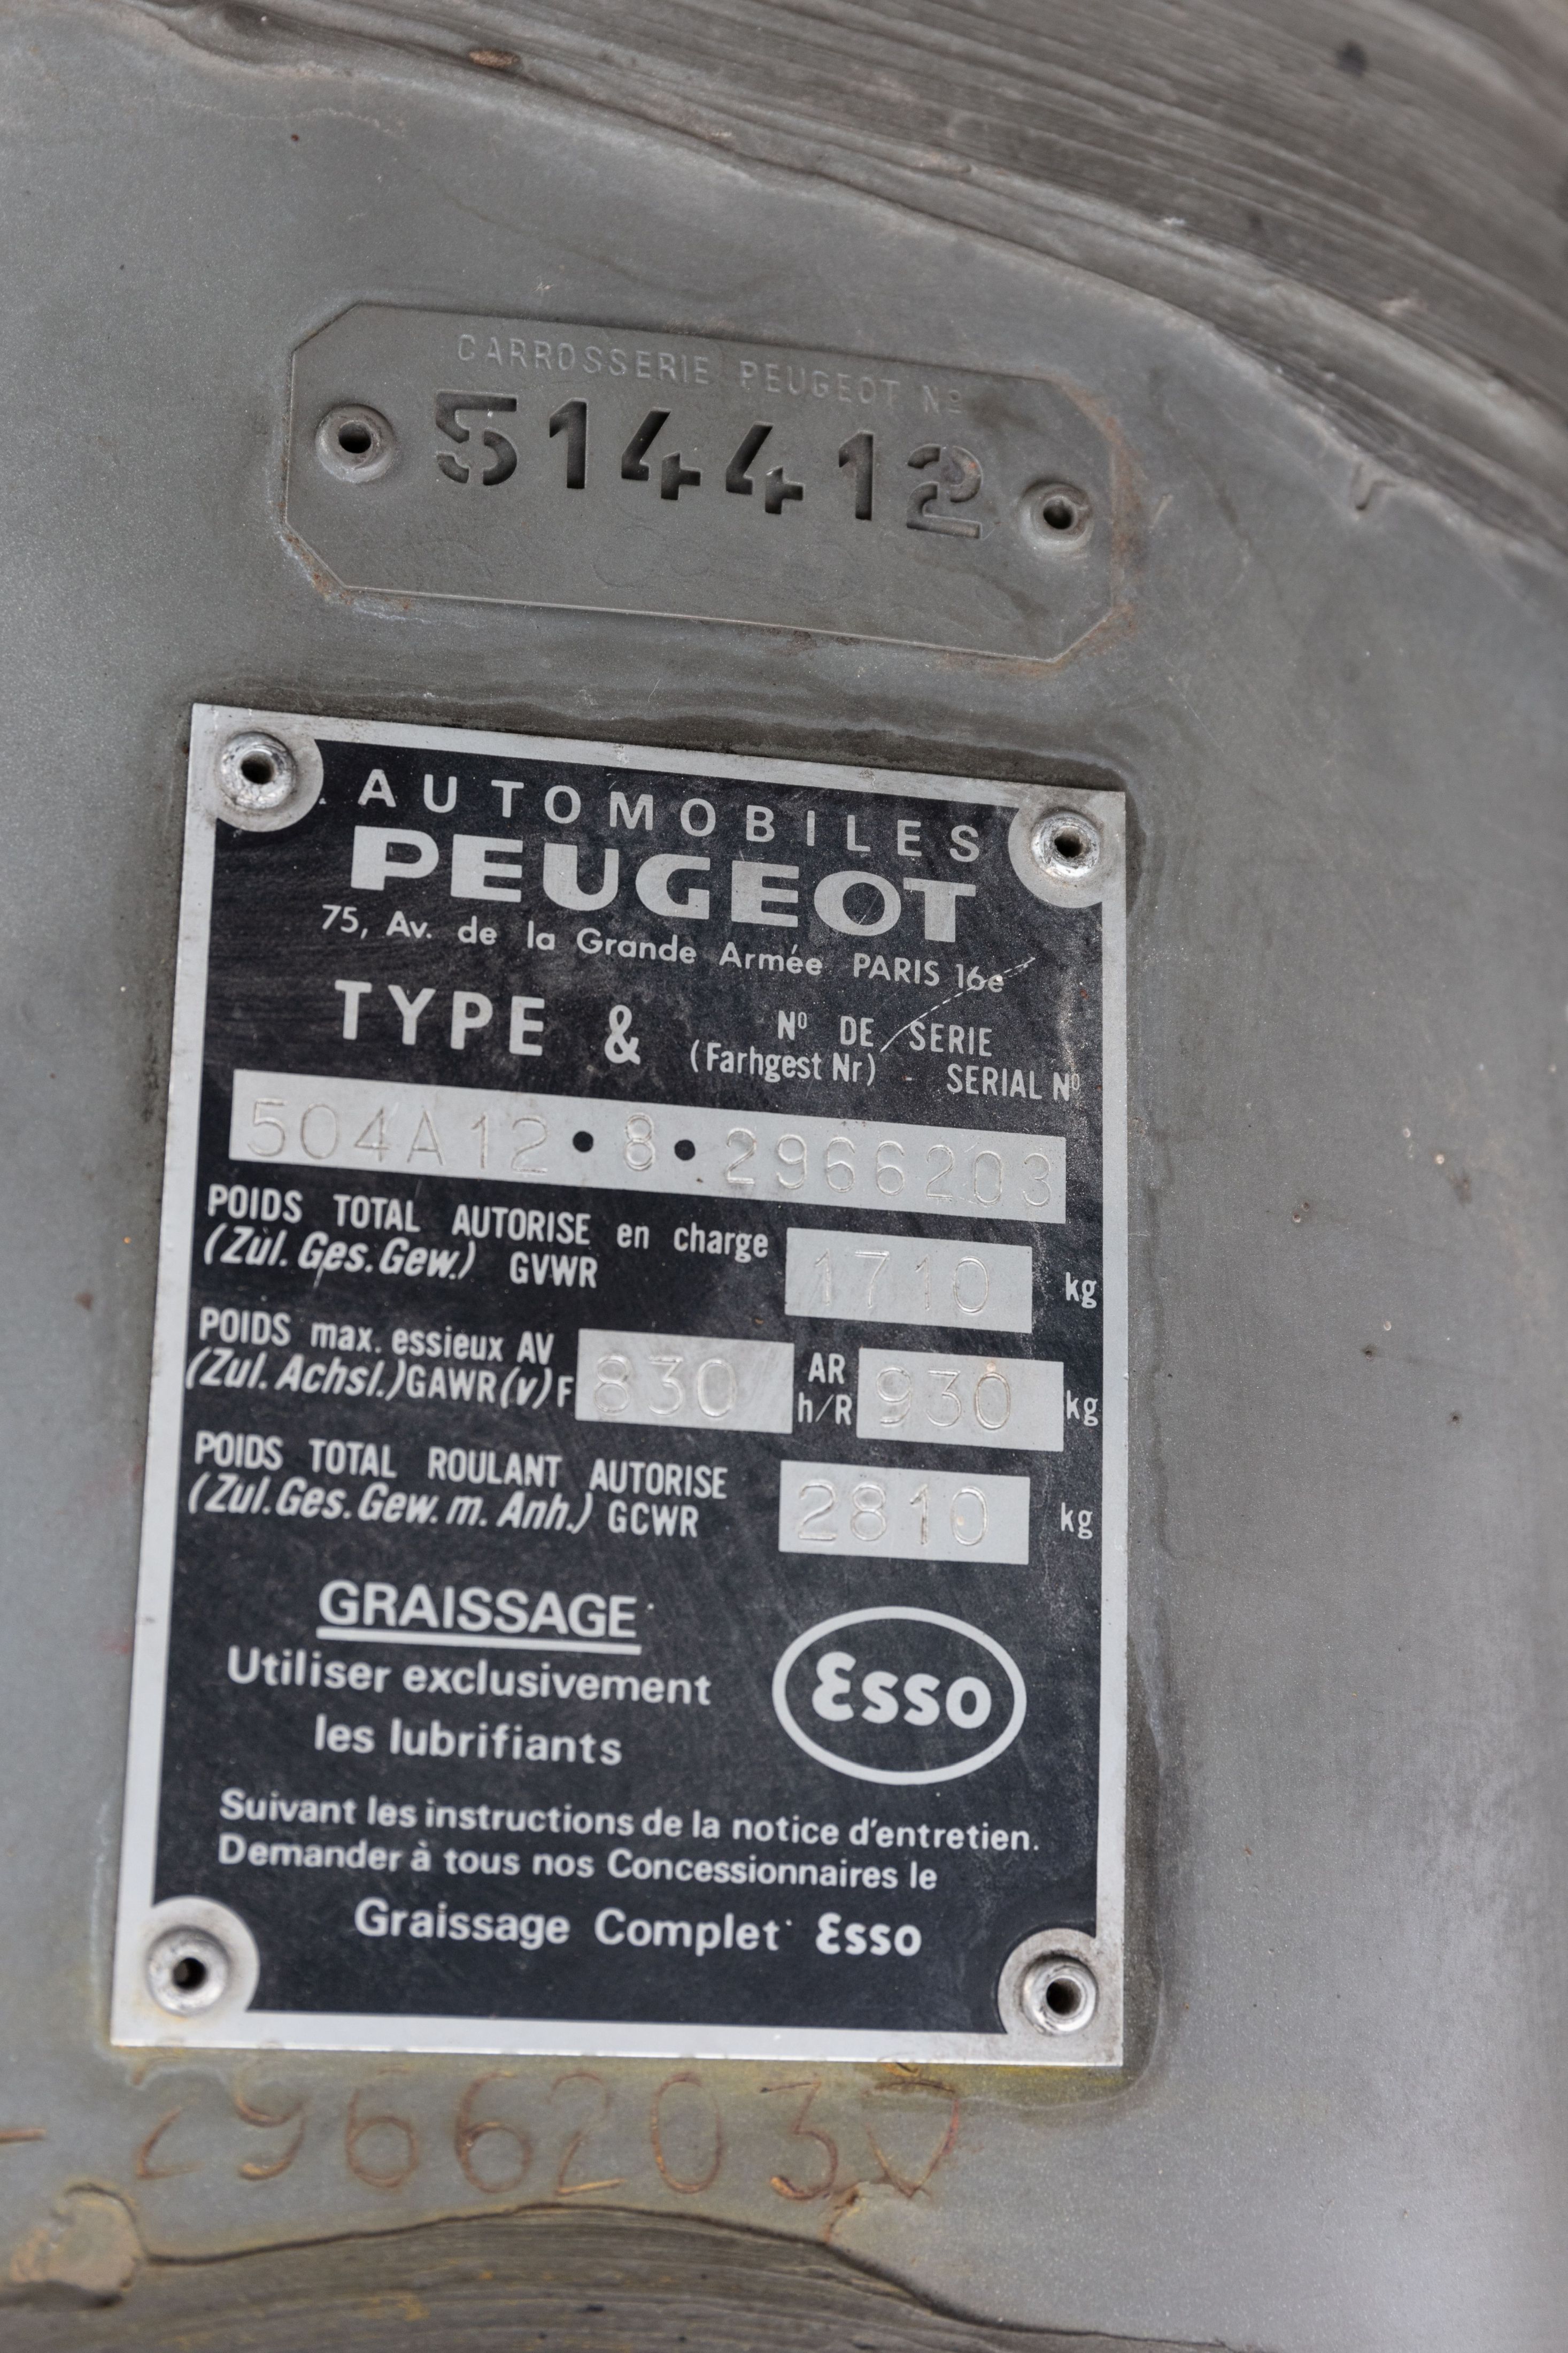 CARROSSERIE PEUGEOT Nº
514412
AUTOMOBILES
PEUGEOT
75, Av. de la Grande Armée PARIS 16e
TYPE & Nº DE SERIE
(Farhgest Nr) - SERIAL Nº
504A12•8•2966203
POIDS TOTAL AUTORISE en charge
(Zül. Ges. Gew.) GVWR 1710 kg
POIDS max. essieux AV AR
(Zul. Achsl.) GAWR (v) F 830 h/R 930 kg
POIDS TOTAL ROULANT AUTORISE
(Zul. Ges. Gew. m. Anh.) GCWR 2810 kg
GRAISSAGE
Utiliser exclusivement
les lubrifiants
Esso
Suivant les instructions de la notice d'entretien.
Demander à tous nos Concessionnaires le
Graissage Complet Esso
2966203